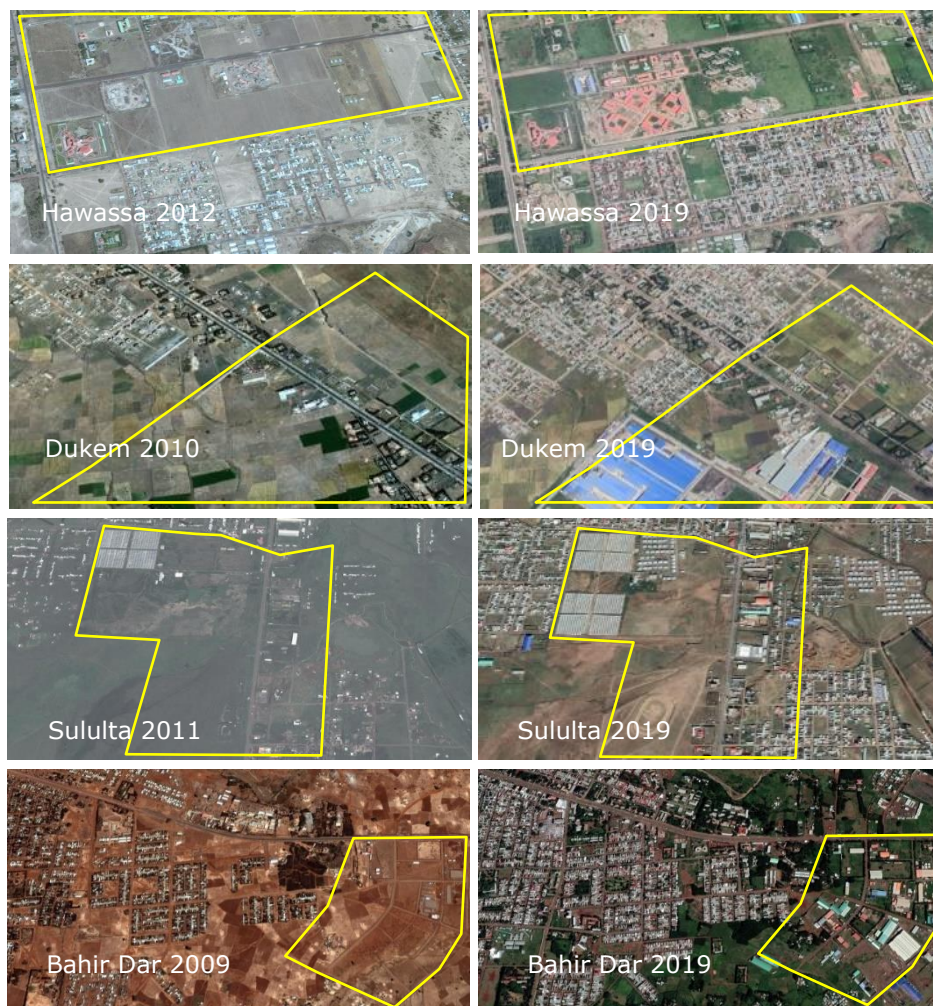 Hawassa 2012
Hawassa 2019
Dukem 2010
Dukem 2019
Sululta 2011
Sululta 2019
Bahir Dar 2009
Bahir Dar 2019